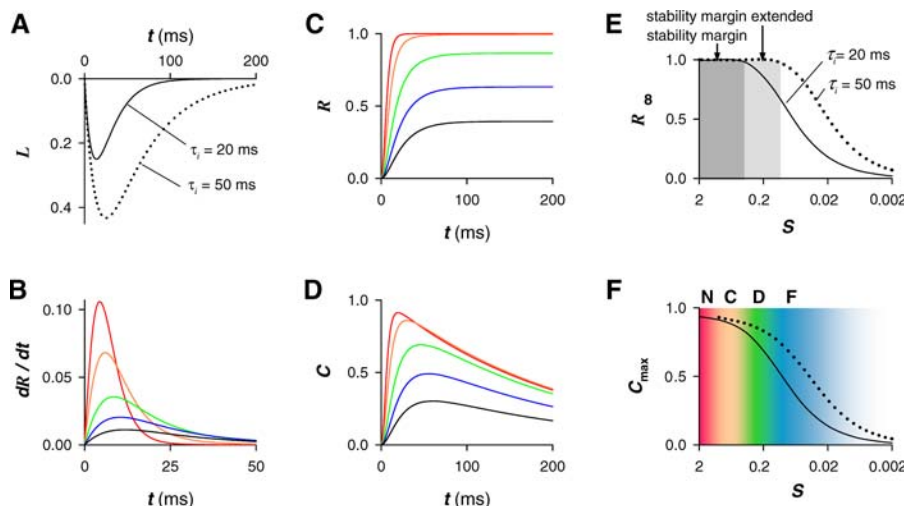 A
t (ms)
0 100 200
0.0
0.2
0.4
L
τi = 20 ms
τi = 50 ms
B
0.10
0.05
0.00
dR / dt
0 25 50
t (ms)
C
1.0
0.5
0.0
R
0 100 200
t (ms)
D
1.0
0.5
0.0
C
0 100 200
t (ms)
E
stability margin extended
stability margin
1.0
0.5
0.0
R∞
τi = 20 ms
τi = 50 ms
2 0.2 0.02 0.002
S
F
N C D F
1.0
0.5
0.0
Cmax
2 0.2 0.02 0.002
S